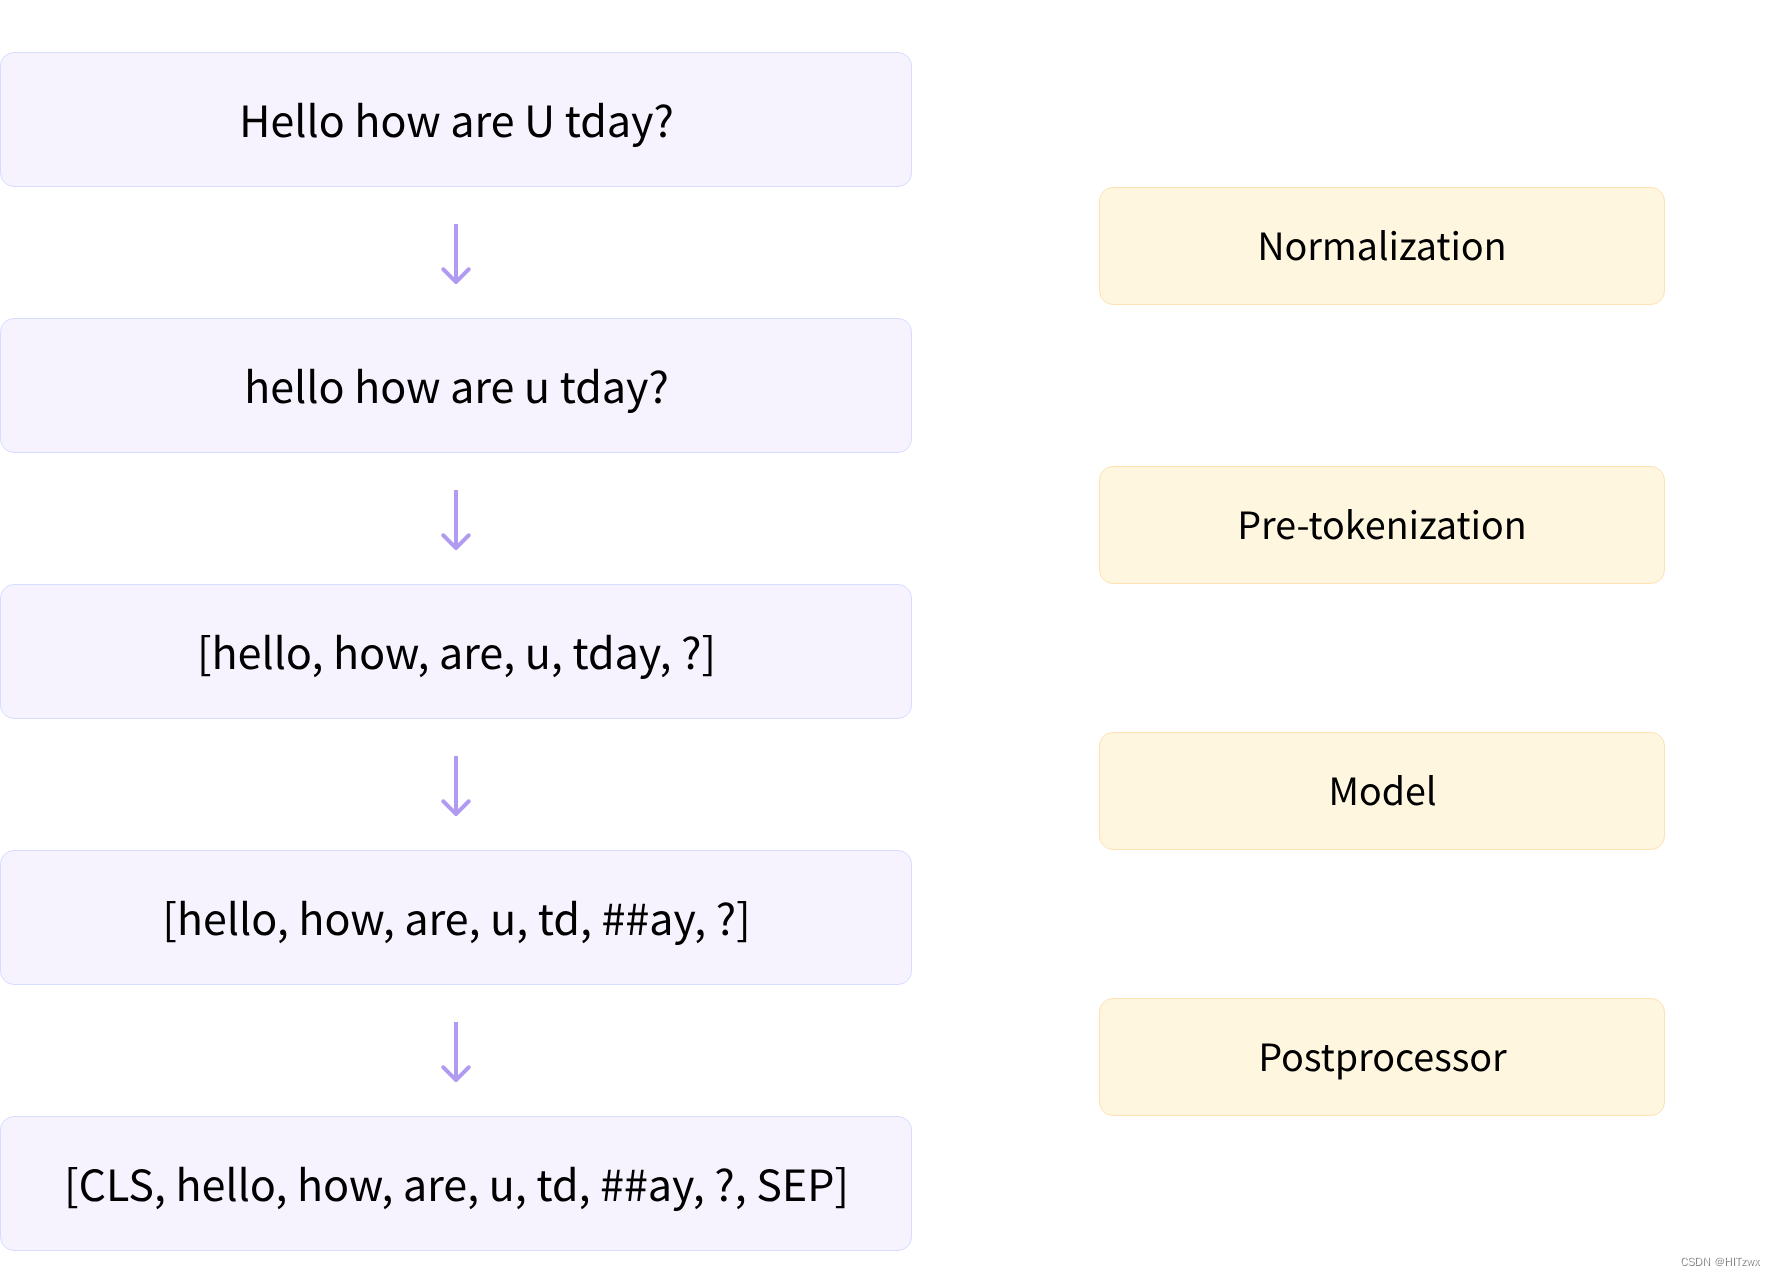 Hello how are U tday?
Normalization
hello how are u tday?
Pre-tokenization
[hello, how, are, u, tday, ?]
Model
[hello, how, are, u, td, ##ay, ?]
Postprocessor
[CLS, hello, how, are, u, td, ##ay, ?, SEP]
CSDN @HITzwx